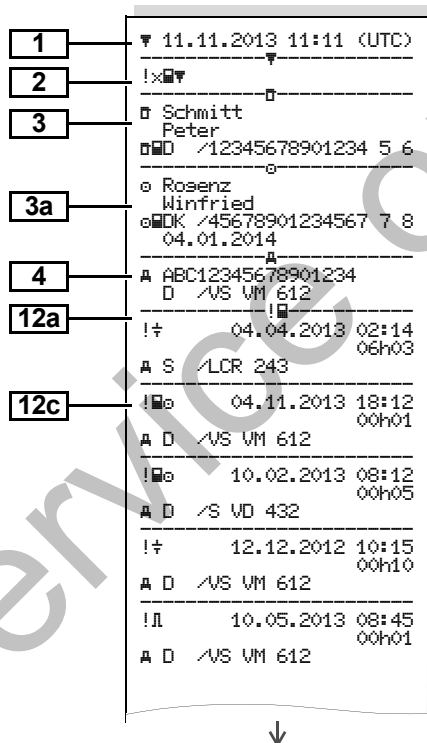 1
▼ 11.11.2013 11:11 (UTC)
2
!x▼
3
Schmitt
Peter
D /12345678901234 5 6
3a
Rogenz
Winfried
DK /45678901234567 7 8
04.01.2014
4
A ABC12345678901234
D /VS VM 612
12a
!
!÷ 04.04.2013 02:14
06h03
A S /LCR 243
12c
! 04.11.2013 18:12
00h01
A D /VS VM 612
! 10.02.2013 08:12
00h05
A D /S VD 432
!÷ 12.12.2012 10:15
00h10
A D /VS VM 612
!Л 10.05.2013 08:45
00h01
A D /VS VM 612
↓
service o